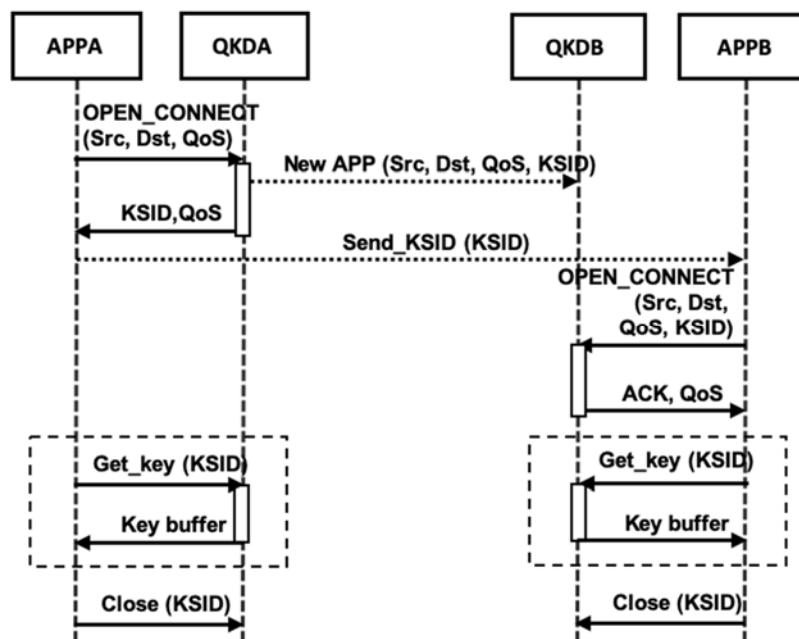 APPA
QKDA
QKDB
APPB
OPEN_CONNECT
(Src, Dst, QoS)
New APP (Src, Dst, QoS, KSID)
KSID,QoS
Send_KSID (KSID)
OPEN_CONNECT
(Src, Dst,
QoS, KSID)
ACK, QoS
Get_key (KSID)
Get_key (KSID)
Key buffer
Key buffer
Close (KSID)
Close (KSID)